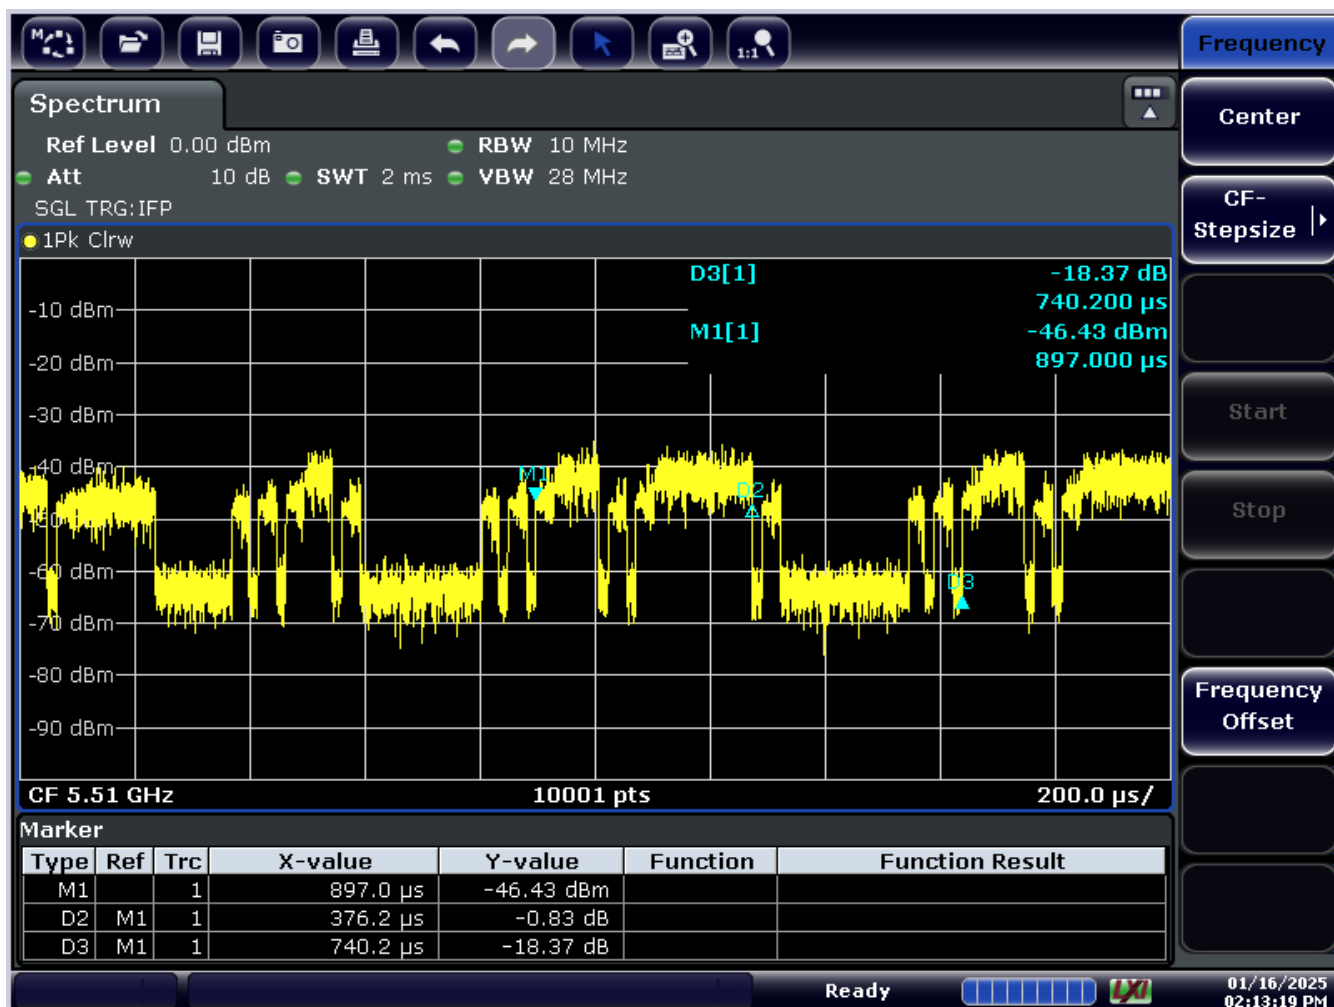 M
1:1
Frequency
Spectrum
Center
Ref Level 0.00 dBm
RBW 10 MHz
Att 10 dB SWT 2 ms VBW 28 MHz
SGL TRG:IFP
CF-
Stepsize
1Pk Clrw
D3[1] -18.37 dB
740.200 µs
M1[1] -46.43 dBm
897.000 µs
-10 dBm
-20 dBm
-30 dBm
-40 dBm
-60 dBm
-70 dBm
-80 dBm
-90 dBm
M1
D2
D3
Start
Stop
Frequency
Offset
CF 5.51 GHz 10001 pts 200.0 µs/
Marker
Type Ref Trc X-value Y-value Function Function Result
M1 1 897.0 µs -46.43 dBm
D2 M1 1 376.2 µs -0.83 dB
D3 M1 1 740.2 µs -18.37 dB
Ready
LXI
01/16/2025
02:13:19 PM